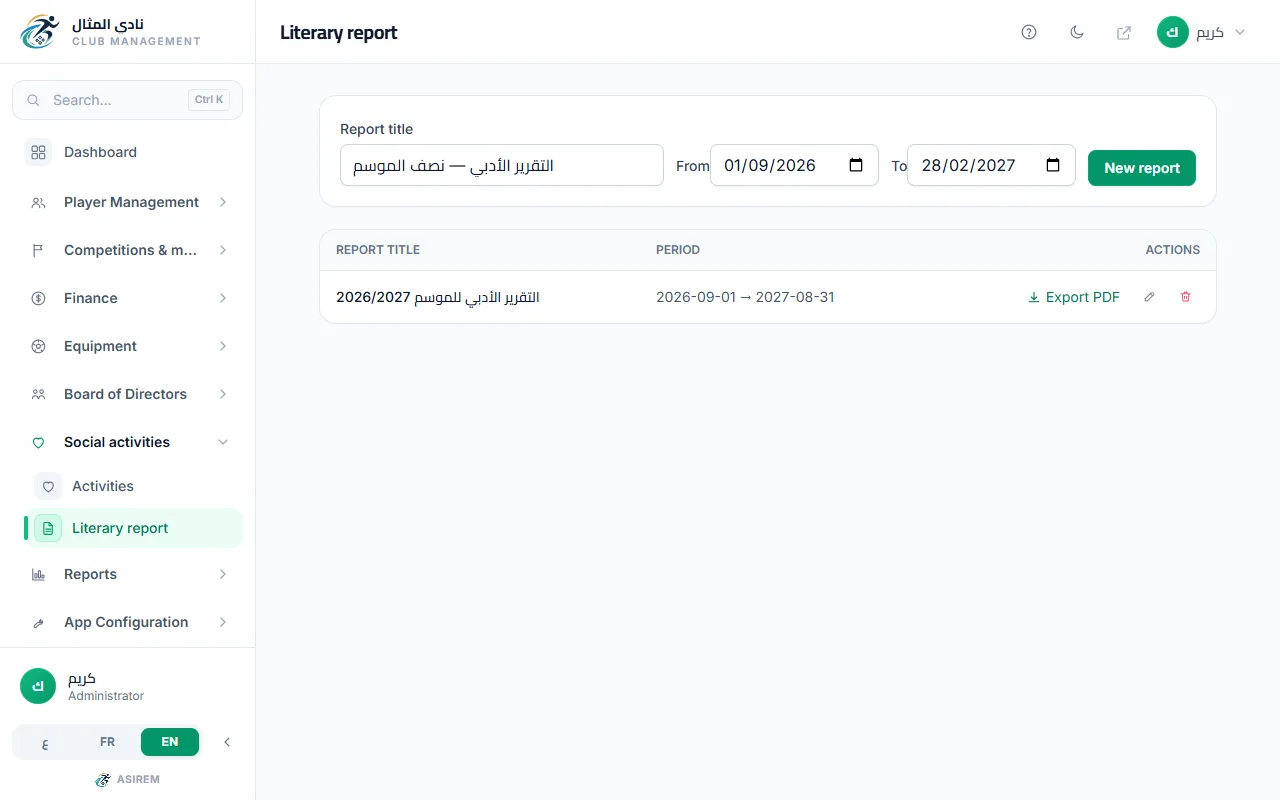 نادي المثال
CLUB MANAGEMENT
Literary report
ك
كريم
Search...
Ctrl K
Dashboard
Player Management
Competitions & m...
Finance
Equipment
Board of Directors
Social activities
Activities
Literary report
Reports
App Configuration
ك
كريم
Administrator
ع
FR
EN
ASIREM
Report title
التقرير الأدبي — نصف الموسم
From
01/09/2026
To
28/02/2027
New report
REPORT TITLE
PERIOD
ACTIONS
التقرير الأدبي للموسم 2026/2027
2026-09-01 → 2027-08-31
Export PDF